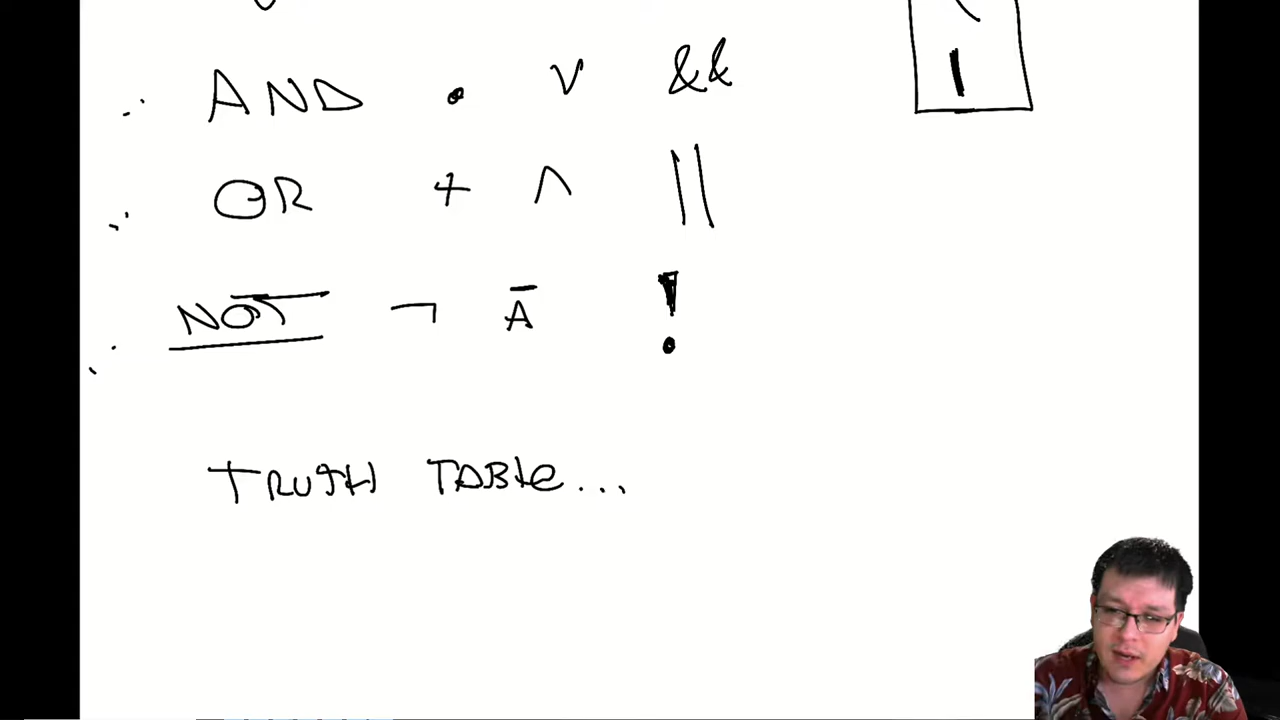 AND • ∨ &&
OR + ∧ ||
NOT ¬ A̅ !
TRUTH TABLE...